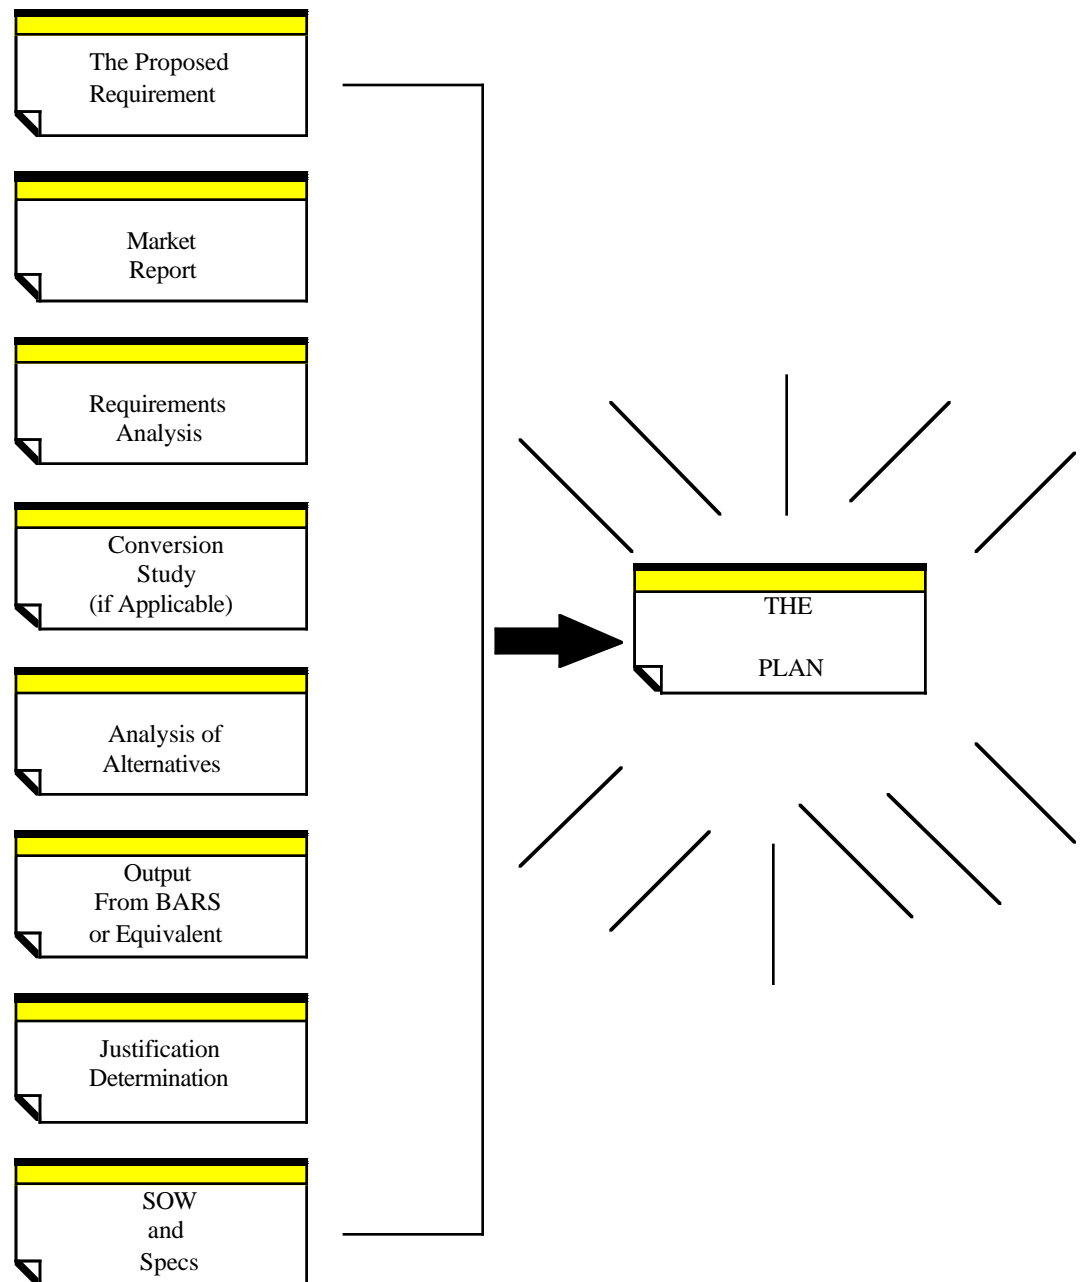 The Proposed
Requirement
Market
Report
Requirements
Analysis
Conversion
Study
(if Applicable)
Analysis of
Alternatives
Output
From BARS
or Equivalent
Justification
Determination
SOW
and
Specs
THE
PLAN